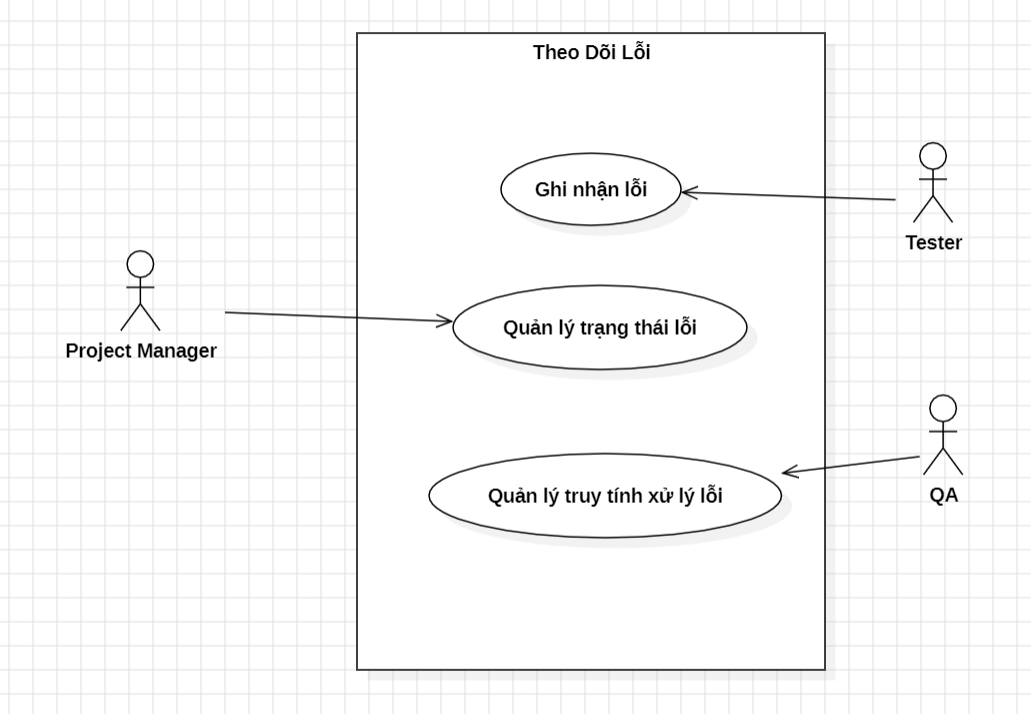 Theo Dõi Lỗi
Ghi nhận lỗi
Tester
Quản lý trạng thái lỗi
Project Manager
Quản lý truy tính xử lý lỗi
QA